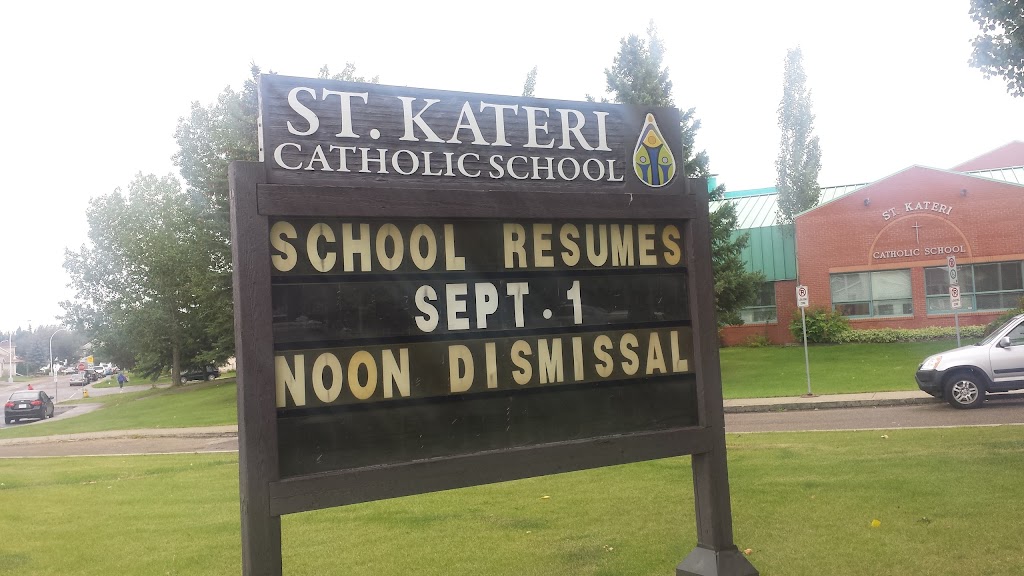 ST. KATERI
CATHOLIC SCHOOL
SCHOOL RESUMES
SEPT. 1
NOON DISMISSAL
ST. KATERI
CATHOLIC SCHOOL